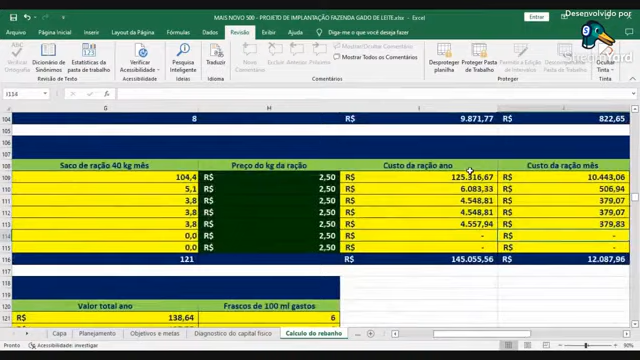 Desenvolvido por
MAIS NOVO 500 - PROJETO DE IMPLANTAÇÃO FAZENDA GADO DE LEITE.xlsx - Excel
Entrar
Arquivo Página Inicial Inserir Layout da Página Fórmulas Dados Revisão Exibir Ajuda Diga-me o que você deseja fazer
Verificar Ortografia
Dicionário de Sinônimos
Estatísticas da pasta de trabalho
Verificar Acessibilidade
Pesquisa Inteligente
Traduzir
Mostrar/Ocultar Comentários
Mostrar Todos os Comentários
Desproteger planilha
Proteger Pasta de Trabalho
Ocultar Tinta
Revisão de Texto Acessibilidade Idioma Comentários Proteger Tinta
I114
G H I J
104 8 R$ 9.871,77 R$ 822,65
105
106
107
108 Saco de ração 40 kg mês Preço do kg da ração Custo da ração ano Custo da ração mês
109 104,4 R$ 2,50 R$ 125.316,67 R$ 10.443,06
110 5,1 R$ 2,50 R$ 6.083,33 R$ 506,94
111 3,8 R$ 2,50 R$ 4.548,81 R$ 379,07
112 3,8 R$ 2,50 R$ 4.548,81 R$ 379,07
113 3,8 R$ 2,50 R$ 4.557,94 R$ 379,83
114 0,0 R$ 2,50 R$ - R$ -
115 0,0 R$ 2,50 R$ - R$ -
116 121 R$ 145.055,56 R$ 12.087,96
117
118
119
120 Valor total ano Frascos de 100 ml gastos
121 R$ 138,64 6
Capa Planejamento Objetivos e metas Diagnostico do capital fisico Calculo do rebanho ...
Pronto Acessibilidade: investigar 90%